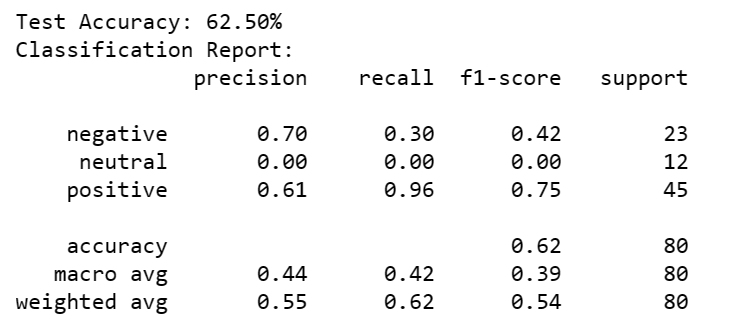 Test Accuracy: 62.50%
Classification Report:
precision recall f1-score support
negative 0.70 0.30 0.42 23
neutral 0.00 0.00 0.00 12
positive 0.61 0.96 0.75 45
accuracy 0.62 80
macro avg 0.44 0.42 0.39 80
weighted avg 0.55 0.62 0.54 80